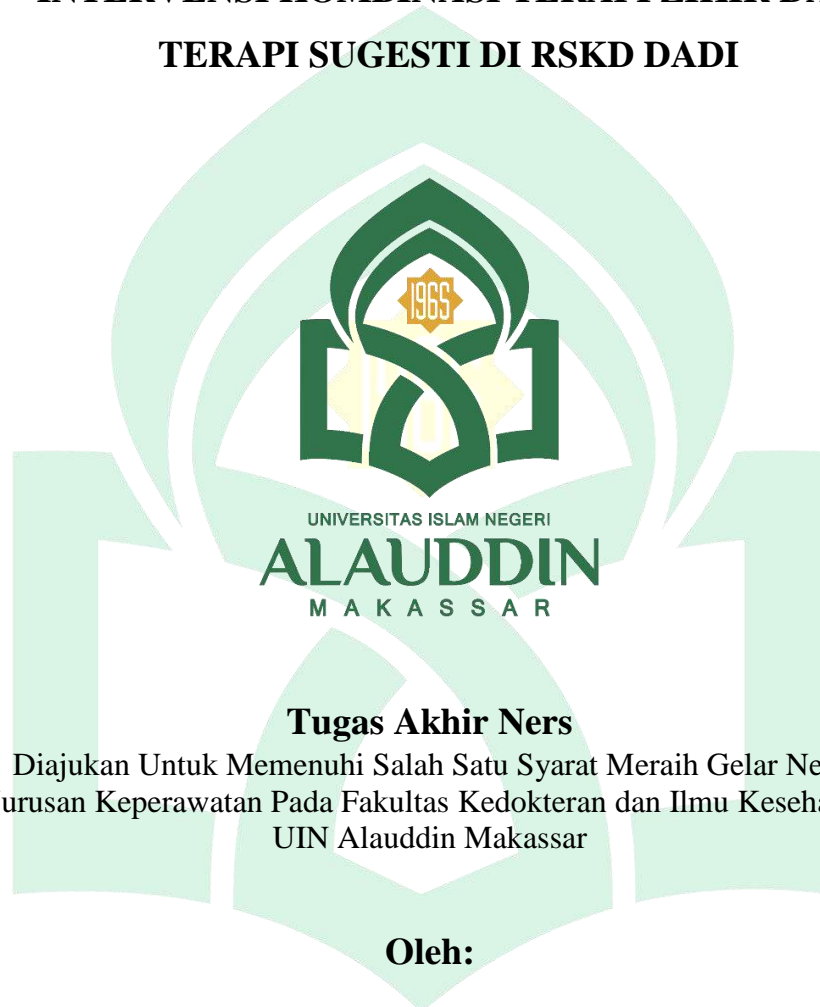 TERAPI SUGESTI DI RSKD DADI
1965
UNIVERSITAS ISLAM NEGERI
ALAUDDIN
MAKASSAR
Tugas Akhir Ners
Diajukan Untuk Memenuhi Salah Satu Syarat Meraih Gelar
Keperawatan Pada Fakultas Kedokteran dan Ilmu
UIN Alauddin Makassar
Oleh: